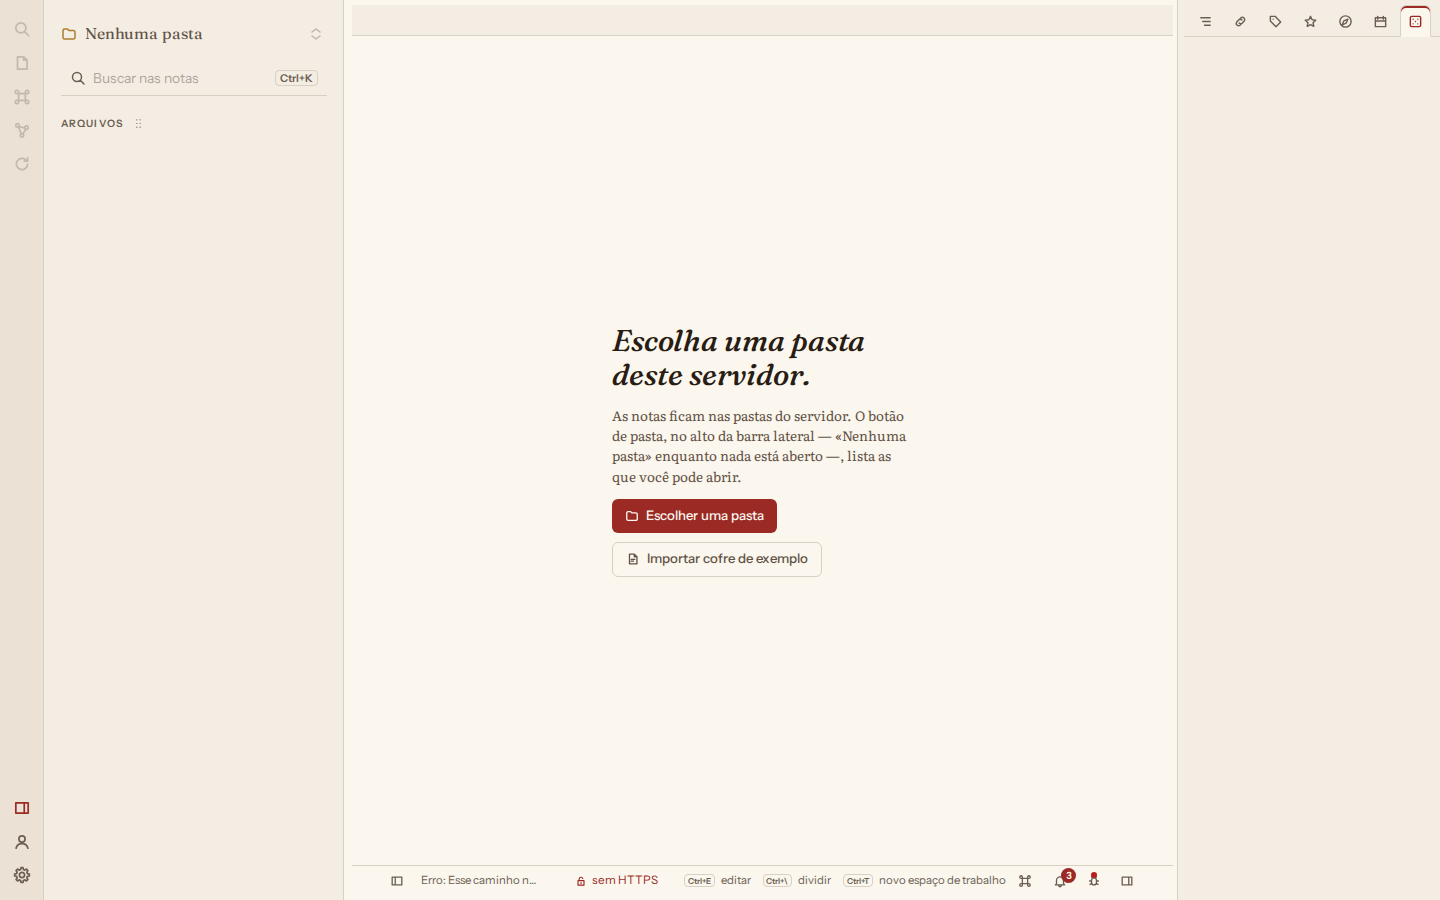 Nenhuma pasta
Buscar nas notas
Ctrl+K
ARQUIVOS
Escolha uma pasta
deste servidor.
As notas ficam nas pastas do servidor. O botão
de pasta, no alto da barra lateral — «Nenhuma
pasta» enquanto nada está aberto —, lista as
que você pode abrir.
Escolher uma pasta
Importar cofre de exemplo
Erro: Esse caminho n...
sem HTTPS
Ctrl+E editar
Ctrl+\ dividir
Ctrl+T novo espaço de trabalho
3